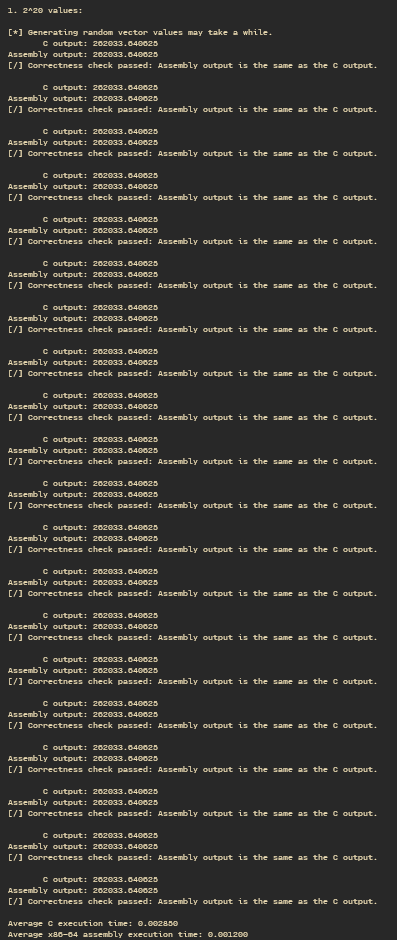 1. 2^20 values:
[*] Generating random vector values may take a while.
C output: 262033.640625
Assembly output: 262033.640625
[/] Correctness check passed: Assembly output is the same as the C output.
C output: 262033.640625
Assembly output: 262033.640625
[/] Correctness check passed: Assembly output is the same as the C output.
C output: 262033.640625
Assembly output: 262033.640625
[/] Correctness check passed: Assembly output is the same as the C output.
C output: 262033.640625
Assembly output: 262033.640625
[/] Correctness check passed: Assembly output is the same as the C output.
C output: 262033.640625
Assembly output: 262033.640625
[/] Correctness check passed: Assembly output is the same as the C output.
C output: 262033.640625
Assembly output: 262033.640625
[/] Correctness check passed: Assembly output is the same as the C output.
C output: 262033.640625
Assembly output: 262033.640625
[/] Correctness check passed: Assembly output is the same as the C output.
C output: 262033.640625
Assembly output: 262033.640625
[/] Correctness check passed: Assembly output is the same as the C output.
C output: 262033.640625
Assembly output: 262033.640625
[/] Correctness check passed: Assembly output is the same as the C output.
C output: 262033.640625
Assembly output: 262033.640625
[/] Correctness check passed: Assembly output is the same as the C output.
C output: 262033.640625
Assembly output: 262033.640625
[/] Correctness check passed: Assembly output is the same as the C output.
C output: 262033.640625
Assembly output: 262033.640625
[/] Correctness check passed: Assembly output is the same as the C output.
C output: 262033.640625
Assembly output: 262033.640625
[/] Correctness check passed: Assembly output is the same as the C output.
C output: 262033.640625
Assembly output: 262033.640625
[/] Correctness check passed: Assembly output is the same as the C output.
C output: 262033.640625
Assembly output: 262033.640625
[/] Correctness check passed: Assembly output is the same as the C output.
C output: 262033.640625
Assembly output: 262033.640625
[/] Correctness check passed: Assembly output is the same as the C output.
C output: 262033.640625
Assembly output: 262033.640625
[/] Correctness check passed: Assembly output is the same as the C output.
C output: 262033.640625
Assembly output: 262033.640625
[/] Correctness check passed: Assembly output is the same as the C output.
C output: 262033.640625
Assembly output: 262033.640625
[/] Correctness check passed: Assembly output is the same as the C output.
C output: 262033.640625
Assembly output: 262033.640625
[/] Correctness check passed: Assembly output is the same as the C output.
Average C execution time: 0.002850
Average x86-64 assembly execution time: 0.001200